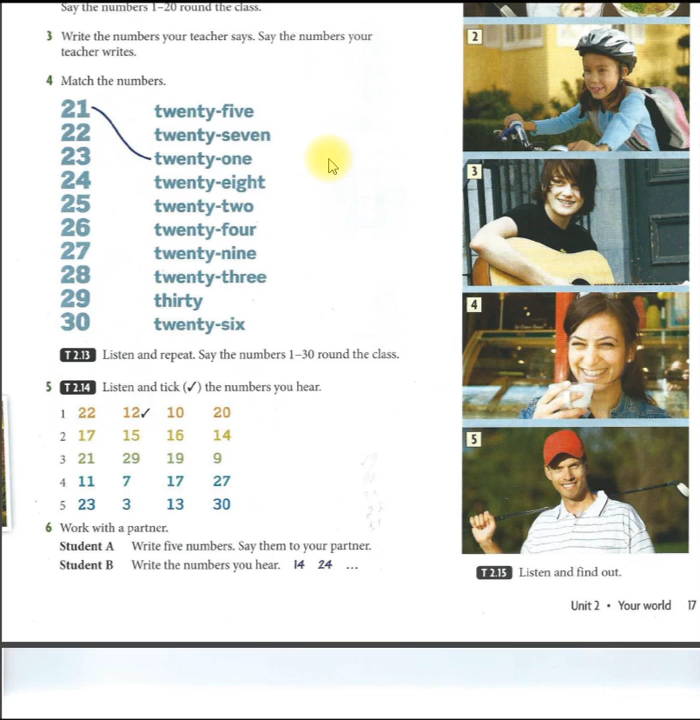 Say the numbers 1–20 round the class.
3 Write the numbers your teacher says. Say the numbers your
teacher writes.
4 Match the numbers.
21 twenty-five
22 twenty-seven
23 twenty-one
24 twenty-eight
25 twenty-two
26 twenty-four
27 twenty-nine
28 twenty-three
29 thirty
30 twenty-six
T 2.13 Listen and repeat. Say the numbers 1–30 round the class.
5 T 2.14 Listen and tick (✓) the numbers you hear.
1 22 12✓ 10 20
2 17 15 16 14
3 21 29 19 9
4 11 7 17 27
5 23 3 13 30
6 Work with a partner.
Student A Write five numbers. Say them to your partner.
Student B Write the numbers you hear. 14 24 ...
2
3
4
5
T 2.15 Listen and find out.
Unit 2 • Your world 17